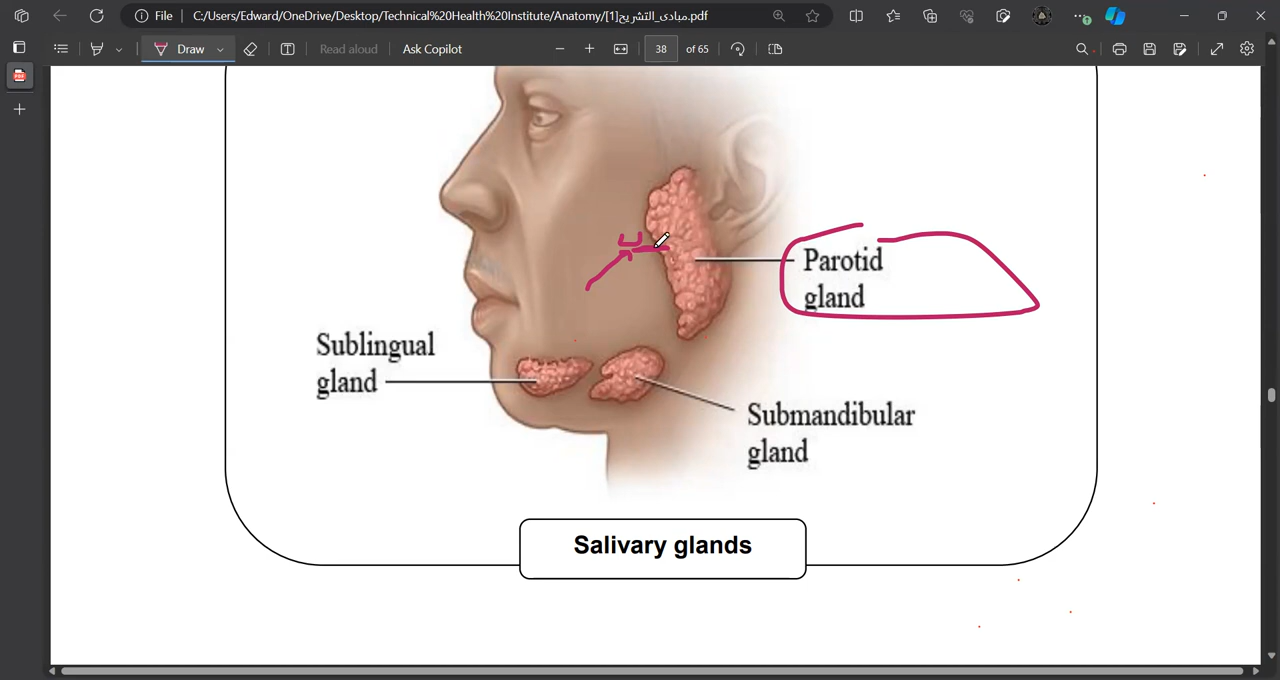 File
C:/Users/Edward/OneDrive/Desktop/Technical%20Health%20Institute/Anatomy/[1]مبادى_التشريح.pdf
Draw
Read aloud
Ask Copilot
38
of 65
Parotid
gland
Sublingual
gland
Submandibular
gland
Salivary glands